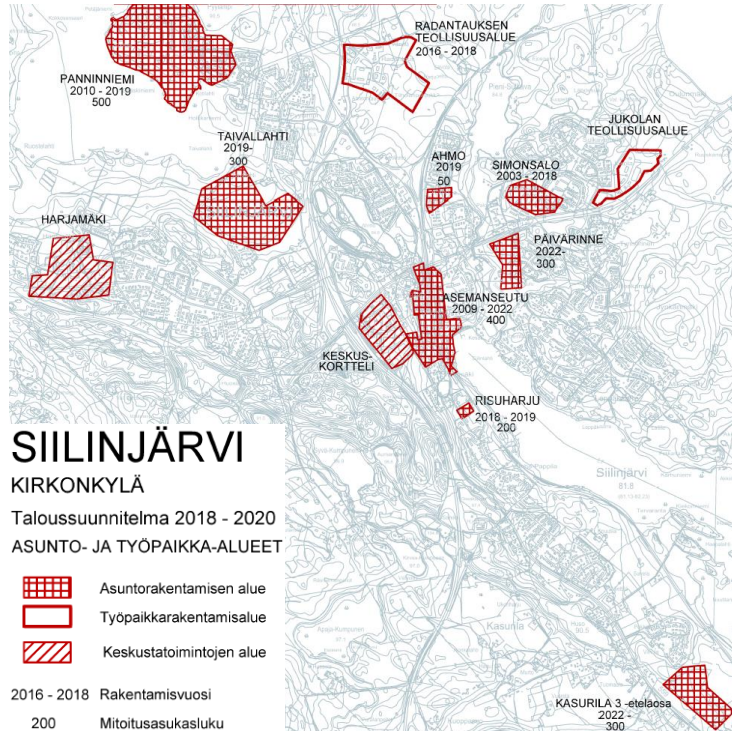 RADANTAUKSEN
TEOLLISUUSALUE
2016 - 2018
PANNINNIEMI
2010 - 2019
500
JUKOLAN
TEOLLISUUSALUE
TAIVALLAHTI
2019-
300
AHMO
2019
50
SIMONSALO
2003 - 2018
HARJAMÄKI
PÄIVÄRINNE
2022-
300
ASEMANSEUTU
2009 - 2022
400
KESKUS-
KORTTELI
RISUHARJU
2018 - 2019
200
Siilinjärvi
81.8
Kasurila
KASURILA 3 -eteläosa
2022 -
300
SIILINJÄRVI
KIRKONKYLÄ
Taloussuunnitelma 2018 - 2020
ASUNTO- JA TYÖPAIKKA-ALUEET
Asuntorakentamisen alue
Työpaikkarakentamisalue
Keskustatoimintojen alue
2016 - 2018 Rakentamisvuosi
200 Mitoitusasukasluku